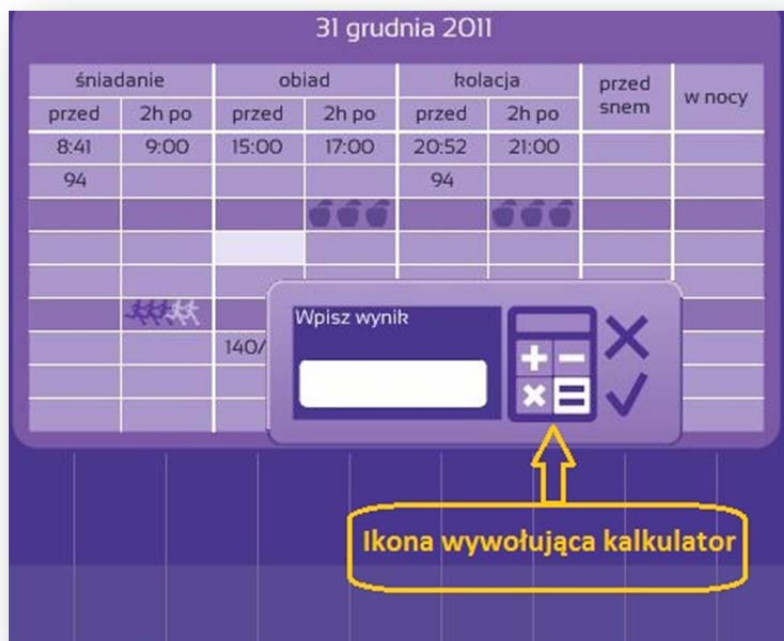 31 grudnia 2011
śniadanie obiad kolacja przed snem w nocy
przed 2h po przed 2h po przed 2h po
8:41 9:00 15:00 17:00 20:52 21:00
94 94
Wpisz wynik
140/
Ikona wywołująca kalkulator